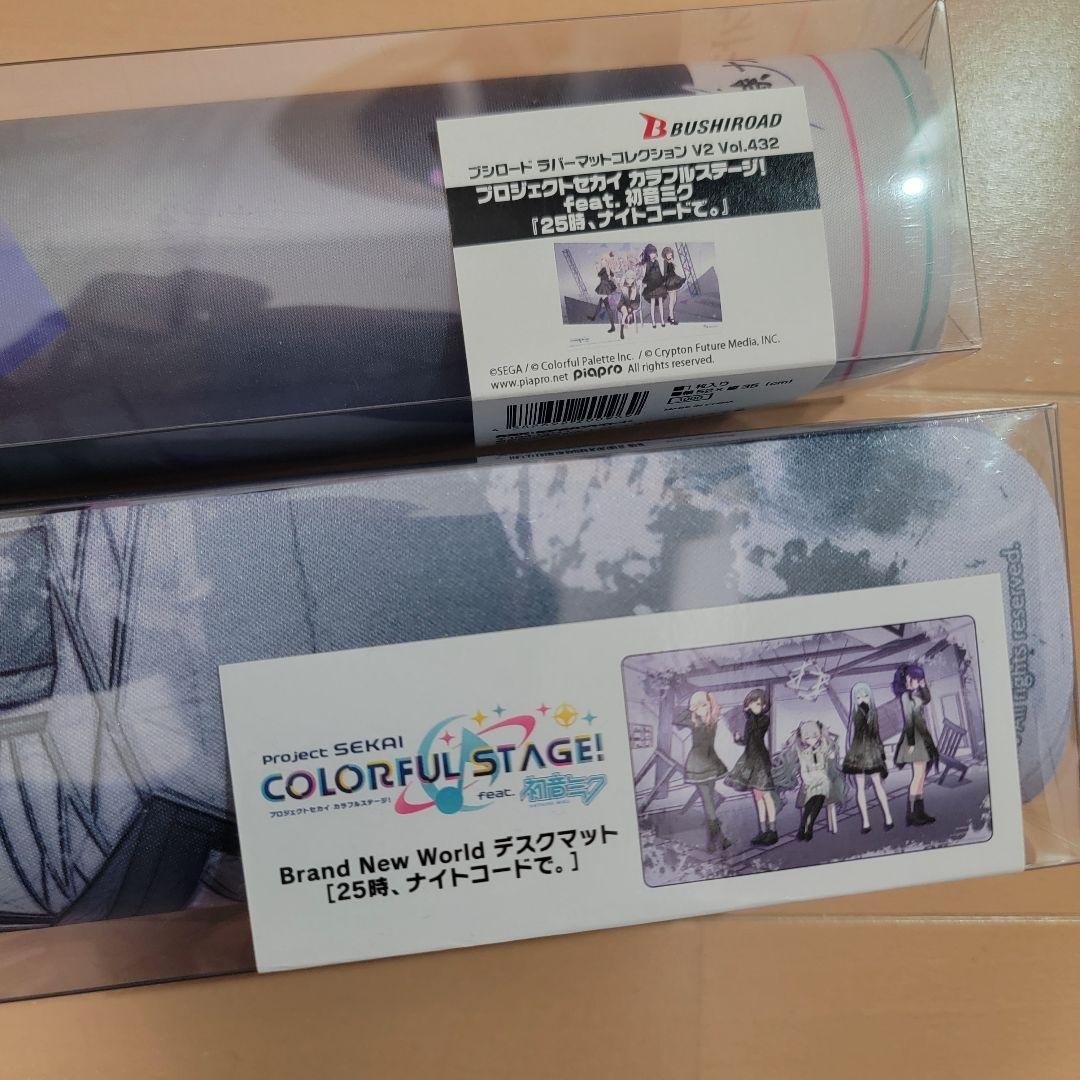 BUSHIROAD
ブシロード ラバーマットコレクション V2 Vol.432
プロジェクトセカイ カラフルステージ!
feat. 初音ミク
『25時、ナイトコードで。』
©SEGA / © Colorful Palette Inc. / © Crypton Future Media, INC.
www.piapro.net piapro All rights reserved.
1枚入り
All rights reserved.
Project SEKAI
COLORFUL STAGE!
プロジェクトセカイ カラフルステージ!
feat. 初音ミク
HATSUNE MIKU
Brand New World デスクマット
[25時、ナイトコードで。]